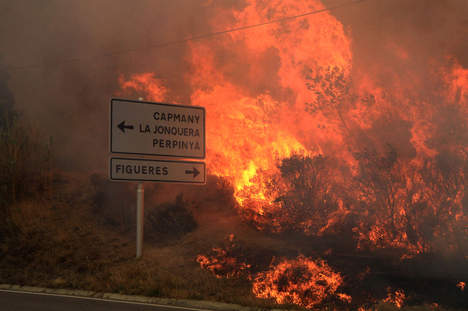 CAPMANY
LA JONQUERA
PERPINYA
FIGUERES